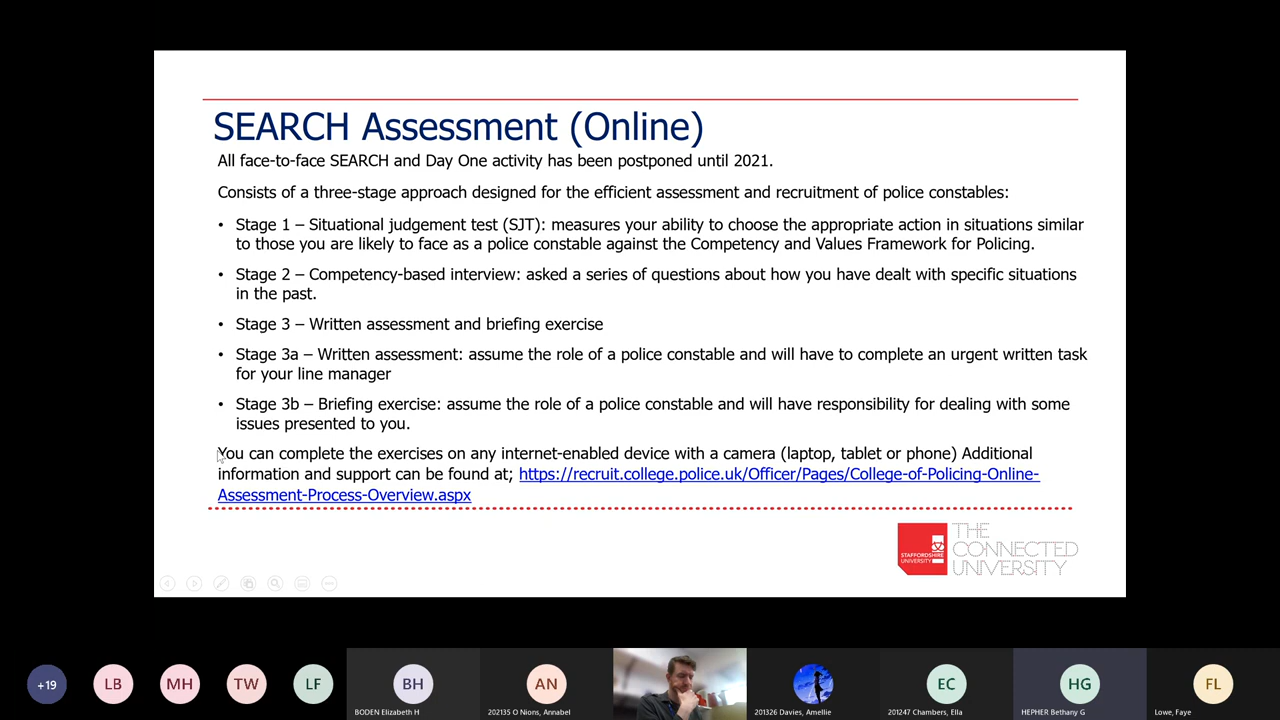 SEARCH Assessment (Online)
All face-to-face SEARCH and Day One activity has been postponed until 2021.
Consists of a three-stage approach designed for the efficient assessment and recruitment of police constables:
• Stage 1 – Situational judgement test (SJT): measures your ability to choose the appropriate action in situations similar
to those you are likely to face as a police constable against the Competency and Values Framework for Policing.
• Stage 2 – Competency-based interview: asked a series of questions about how you have dealt with specific situations
in the past.
• Stage 3 – Written assessment and briefing exercise
• Stage 3a – Written assessment: assume the role of a police constable and will have to complete an urgent written task
for your line manager
• Stage 3b – Briefing exercise: assume the role of a police constable and will have responsibility for dealing with some
issues presented to you.
You can complete the exercises on any internet-enabled device with a camera (laptop, tablet or phone) Additional
information and support can be found at; https://recruit.college.police.uk/Officer/Pages/College-of-Policing-Online-
Assessment-Process-Overview.aspx
STAFFORDSHIRE
UNIVERSITY
THE
CONNECTED
UNIVERSITY
+19
LB
MH
TW
LF
BH
BODEN Elizabeth H
AN
202135 O Nions, Annabel
201326 Davies, Amellie
EC
201247 Chambers, Ella
HG
HEPHER Bethany G
FL
Lowe, Faye